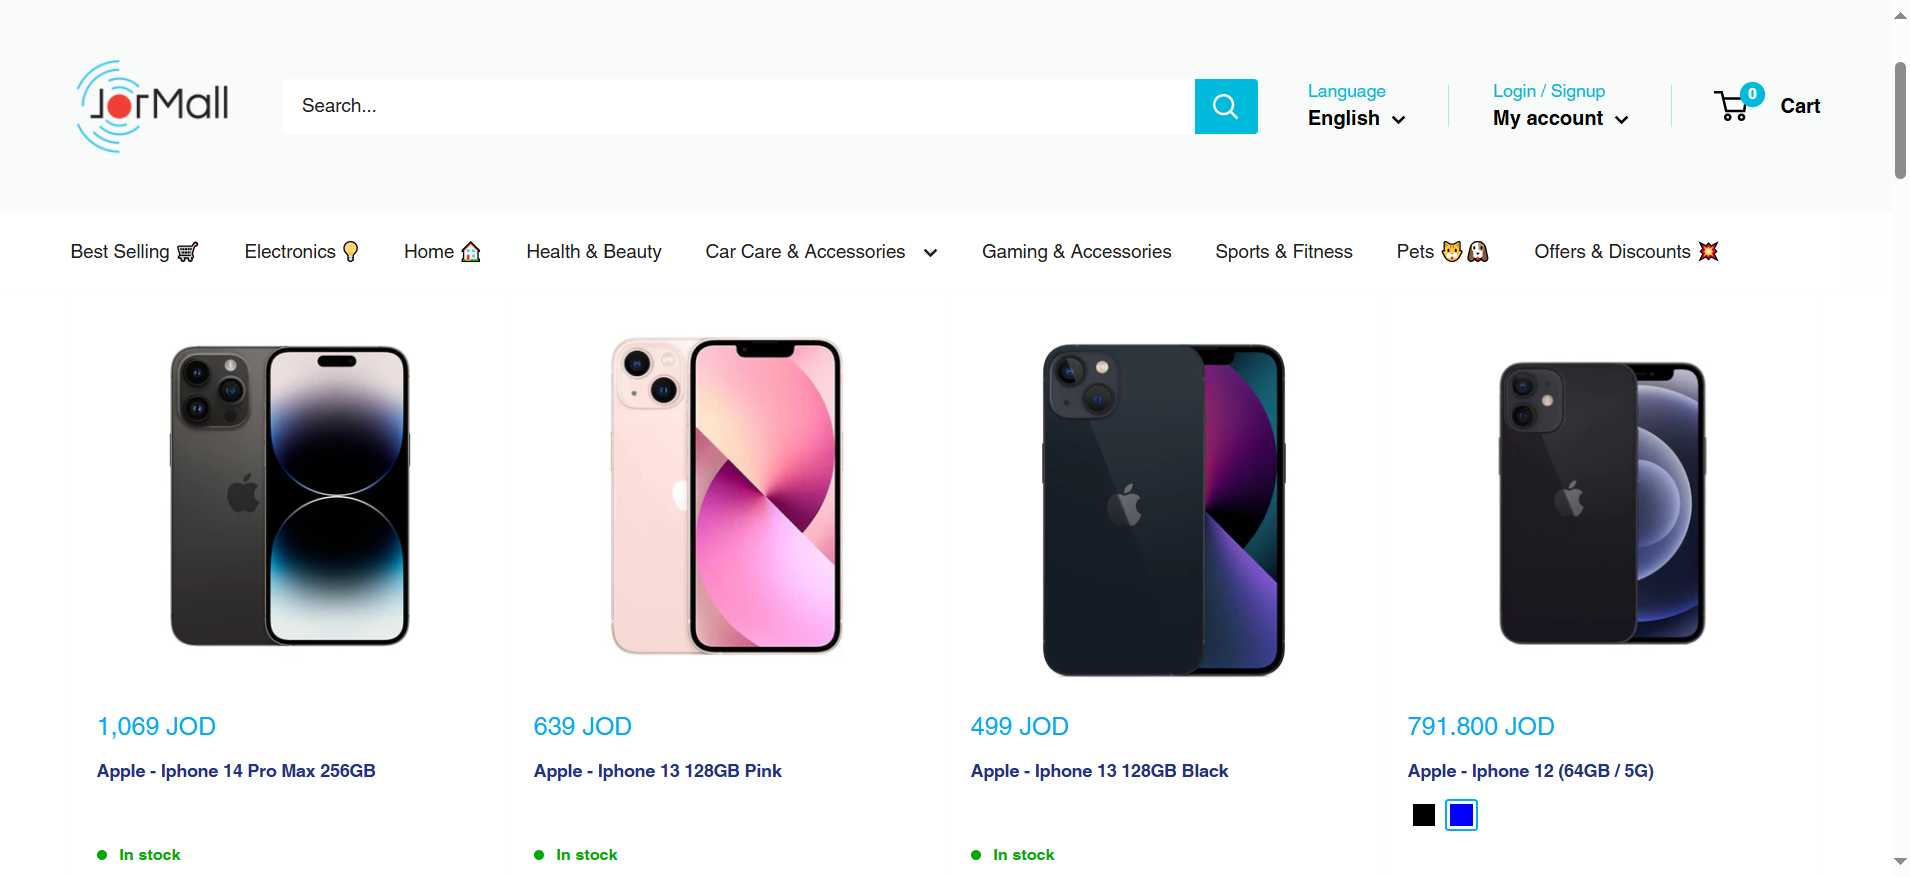 JorMall
Search...
Language
English
Login / Signup
My account
0
Cart
Best Selling
Electronics
Home
Health & Beauty
Car Care & Accessories
Gaming & Accessories
Sports & Fitness
Pets
Offers & Discounts
1,069 JOD
Apple - Iphone 14 Pro Max 256GB
In stock
639 JOD
Apple - Iphone 13 128GB Pink
In stock
499 JOD
Apple - Iphone 13 128GB Black
In stock
791.800 JOD
Apple - Iphone 12 (64GB / 5G)